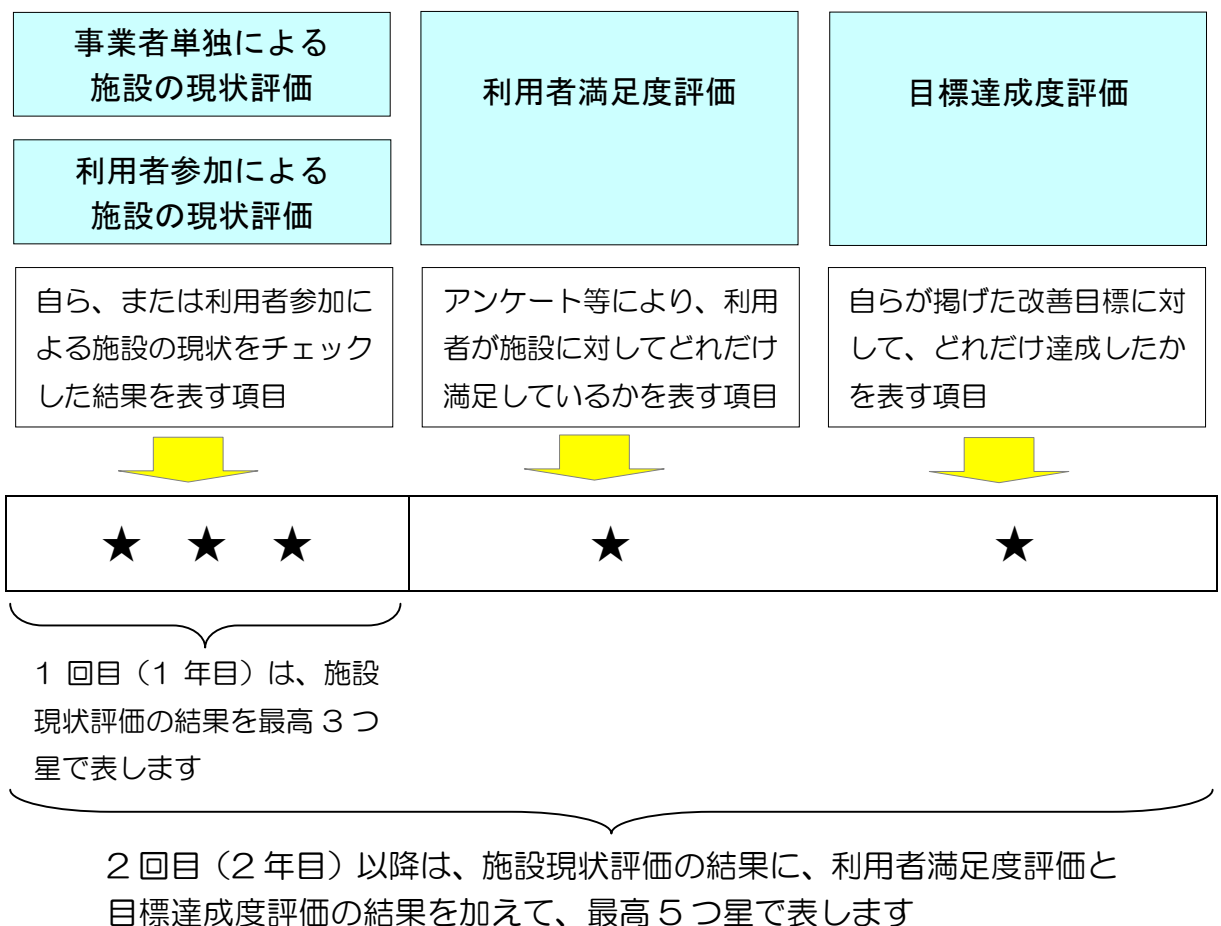 事業者単独による
施設の現状評価
利用者参加による
施設の現状評価
利用者満足度評価
目標達成度評価
自ら、または利用者参加に
よる施設の現状をチェック
した結果を表す項目
アンケート等により、利用
者が施設に対してどれだけ
満足しているかを表す項目
自らが掲げた改善目標に対
して、どれだけ達成したか
を表す項目
★ ★ ★
★
★
1 回目（1 年目）は、施設
現状評価の結果を最高 3 つ
星で表します
2 回目（2 年目）以降は、施設現状評価の結果に、利用者満足度評価と
目標達成度評価の結果を加えて、最高 5 つ星で表します